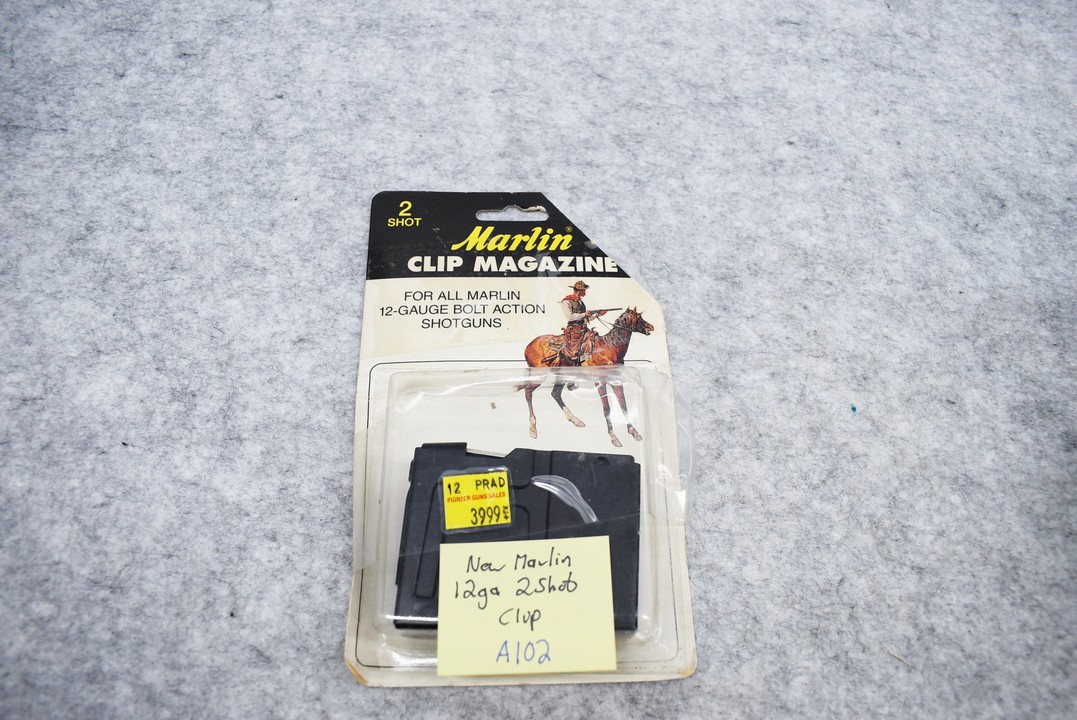 2
SHOT
Marlin®
CLIP MAGAZINE
FOR ALL MARLIN
12-GAUGE BOLT ACTION
SHOTGUNS
12 PRAD
PIONEER GUNS SALES
3999
New Marlin
12ga 2Shot
Clip
A102